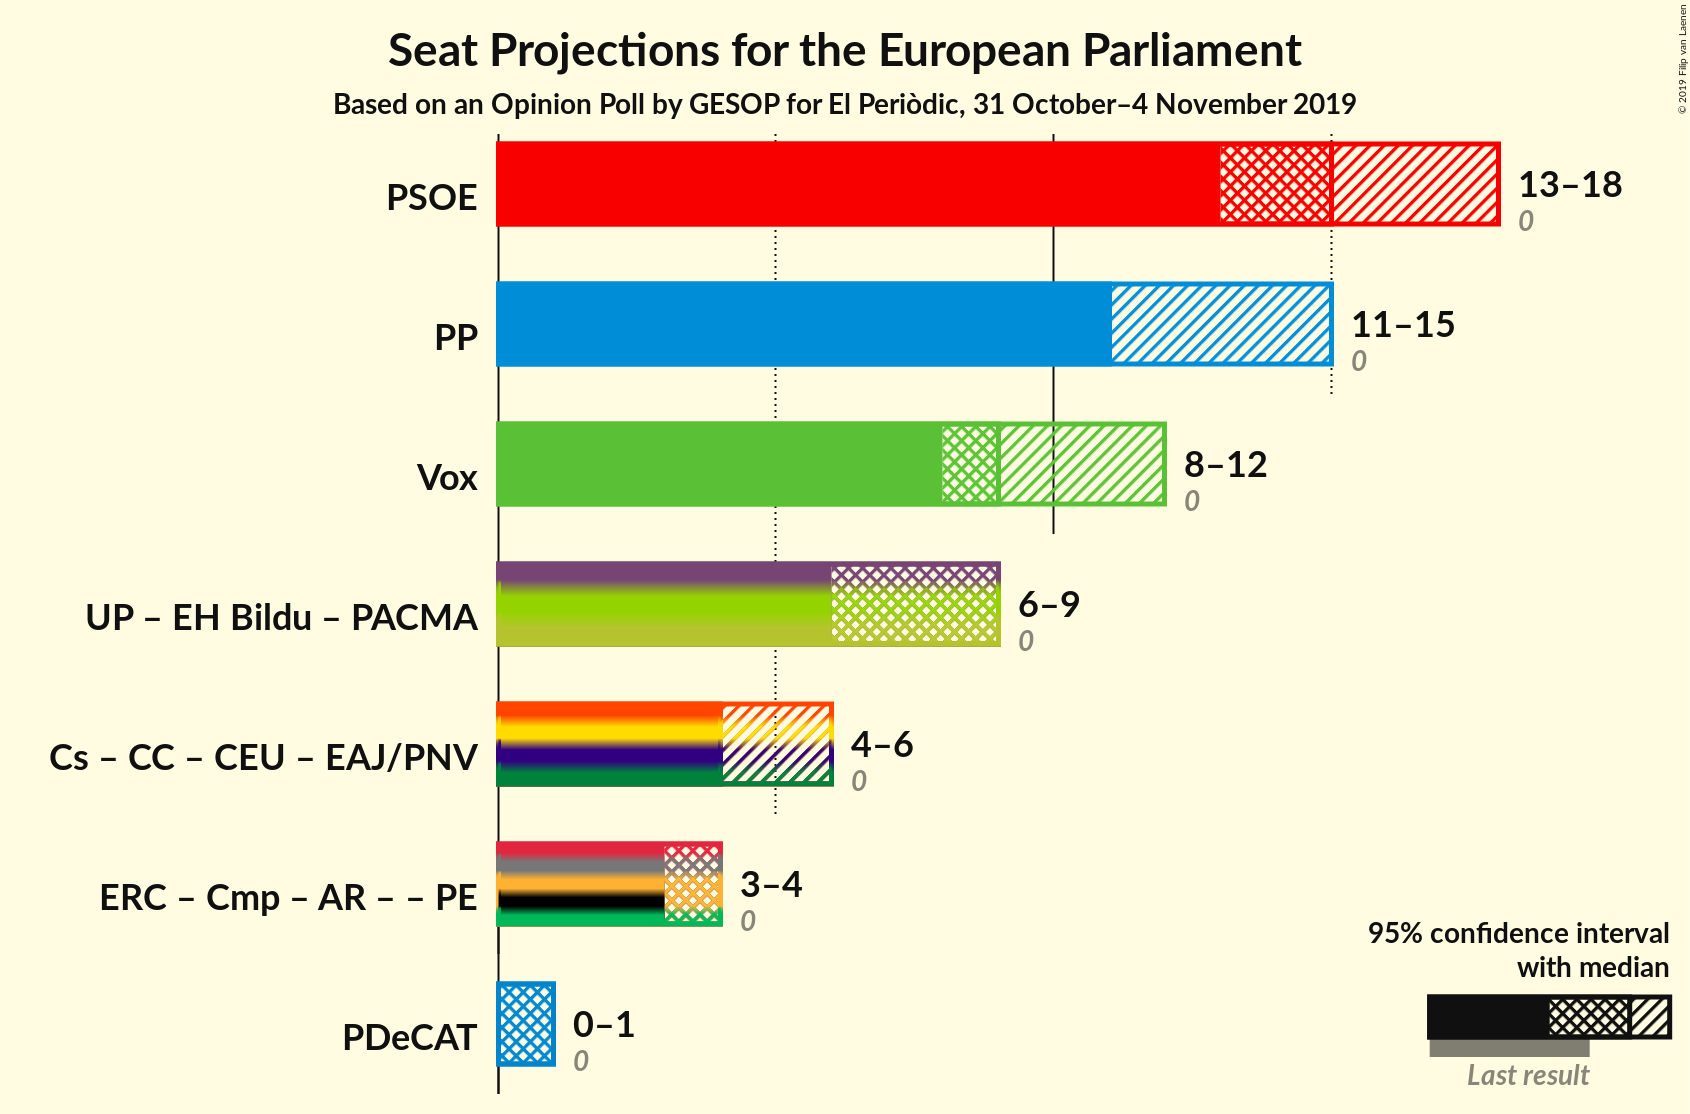 Seat Projections for the European Parliament
Based on an Opinion Poll by GESOP for El Periòdic, 31 October–4 November 2019
© 2019 Filip van Laenen
PSOE
13–18
0
PP
11–15
0
Vox
8–12
0
UP – EH Bildu – PACMA
6–9
0
Cs – CC – CEU – EAJ/PNV
4–6
0
ERC – Cmp – AR – – PE
3–4
0
PDeCAT
0–1
0
95% confidence interval
with median
Last result